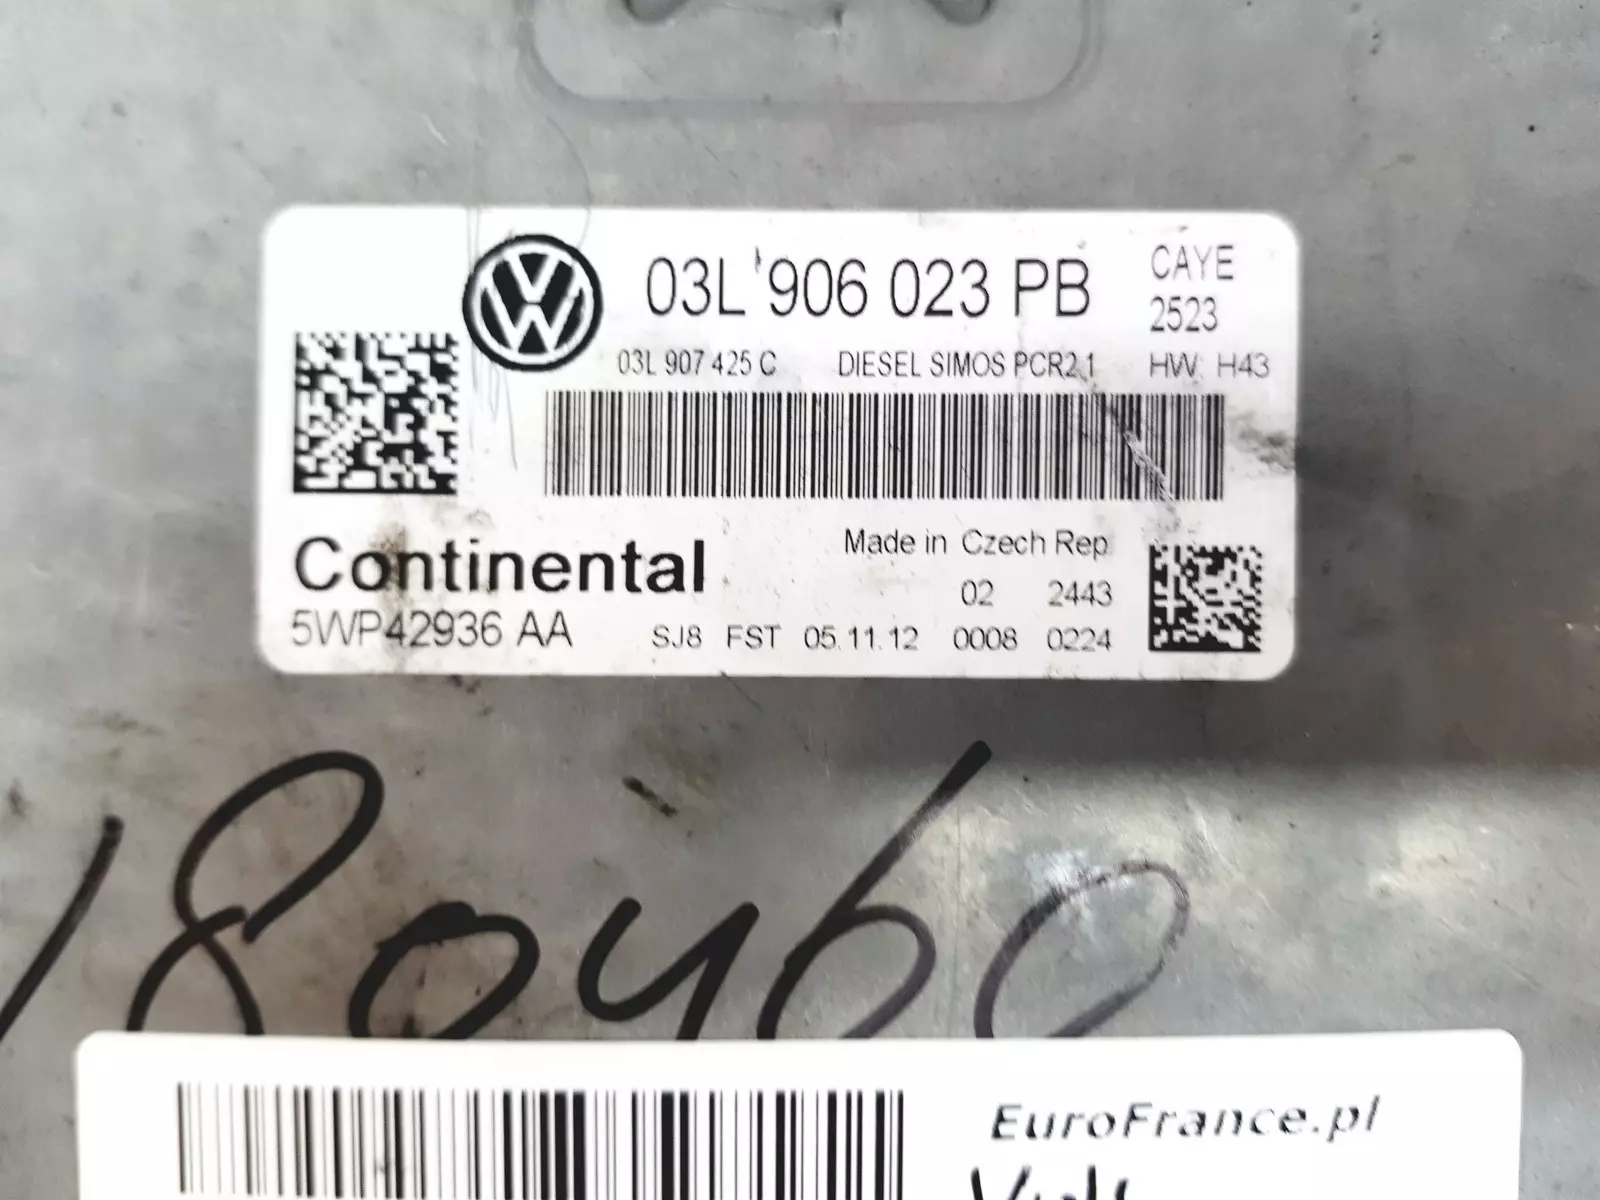 03L 906 023 PB CAYE
2523
03L 907 425 C DIESEL SIMOS PCR2.1 HW: H43
Continental Made in Czech Rep
02 2443
5WP42936 AA SJ8 FST 05.11.12 0008 0224
180460
EuroFrance.pl